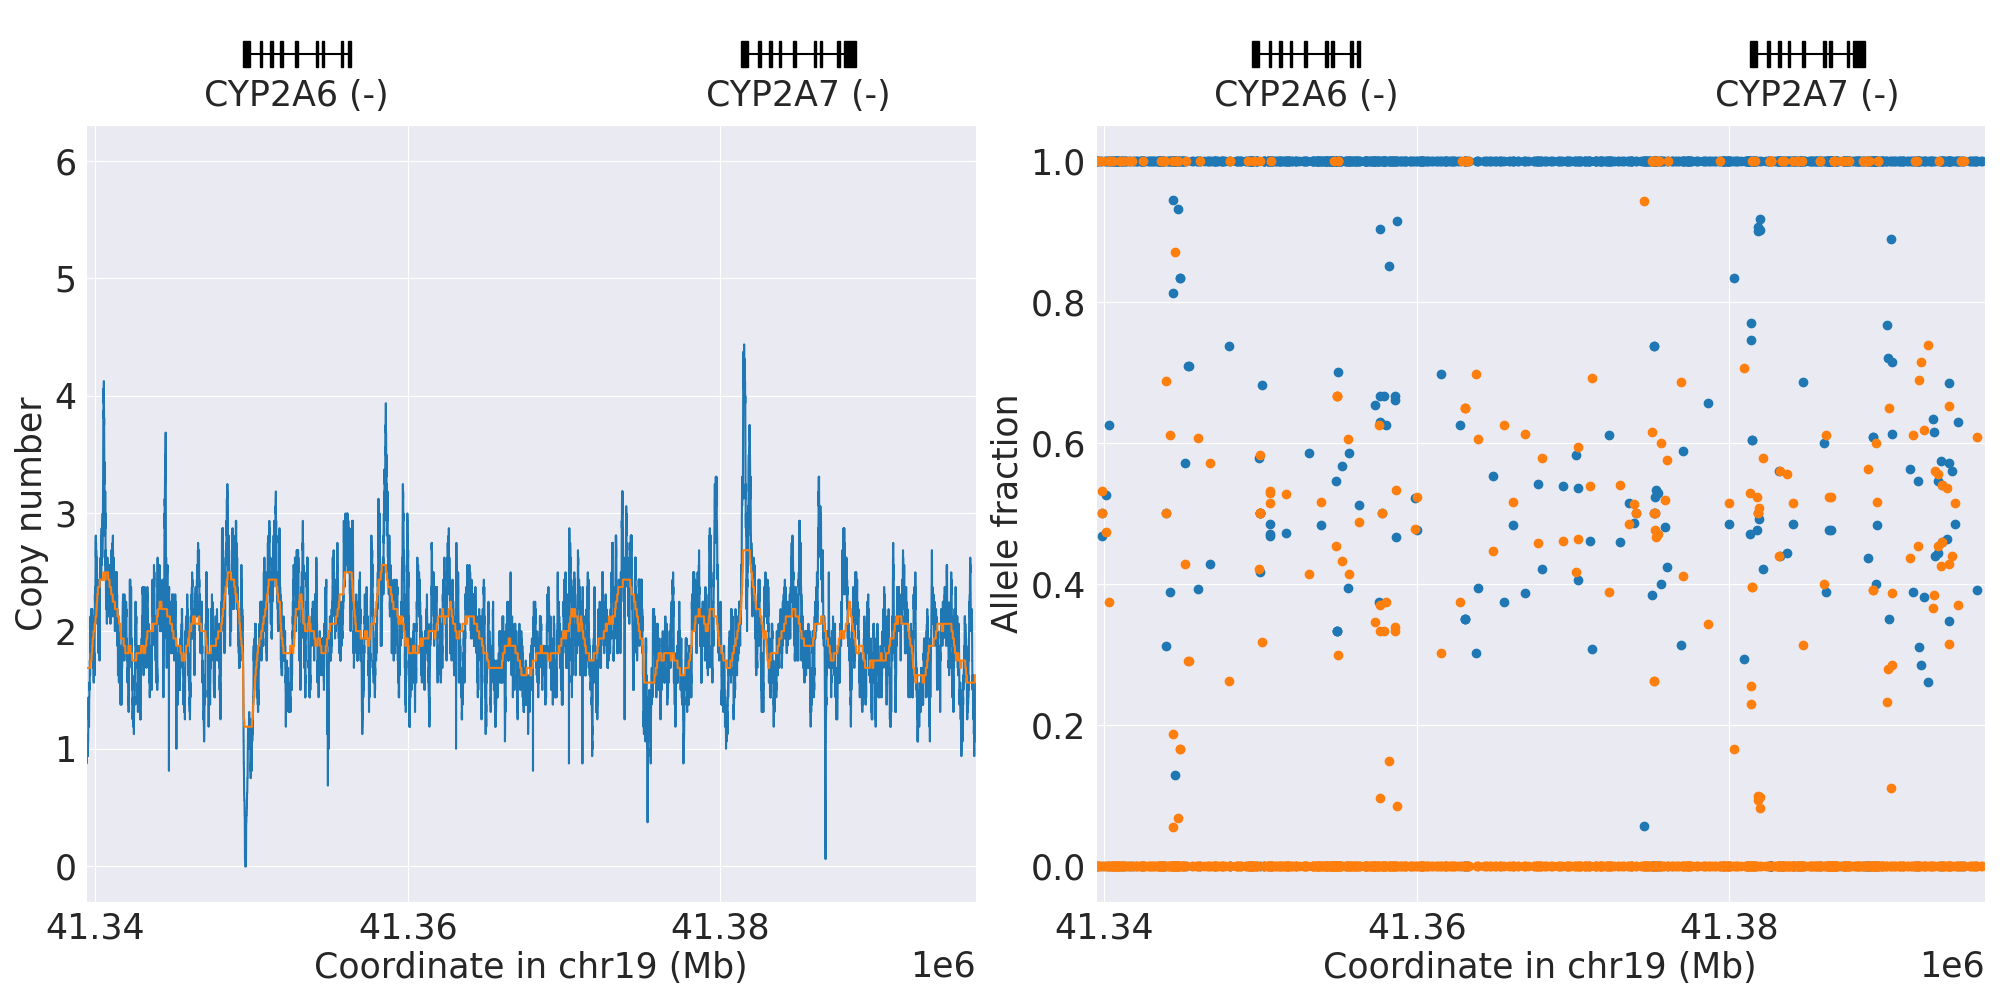 CYP2A6 (-)
CYP2A7 (-)
6
5
4
3
2
1
0
Copy number
41.34
41.36
41.38
Coordinate in chr19 (Mb)
1e6
CYP2A6 (-)
CYP2A7 (-)
1.0
0.8
0.6
0.4
0.2
0.0
Allele fraction
41.34
41.36
41.38
Coordinate in chr19 (Mb)
1e6